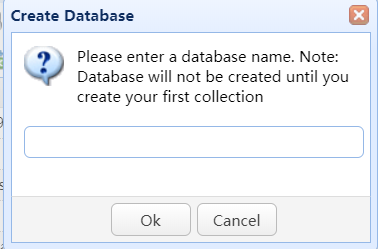 Create Database
Please enter a database name. Note:
Database will not be created until you
create your first collection
Ok
Cancel